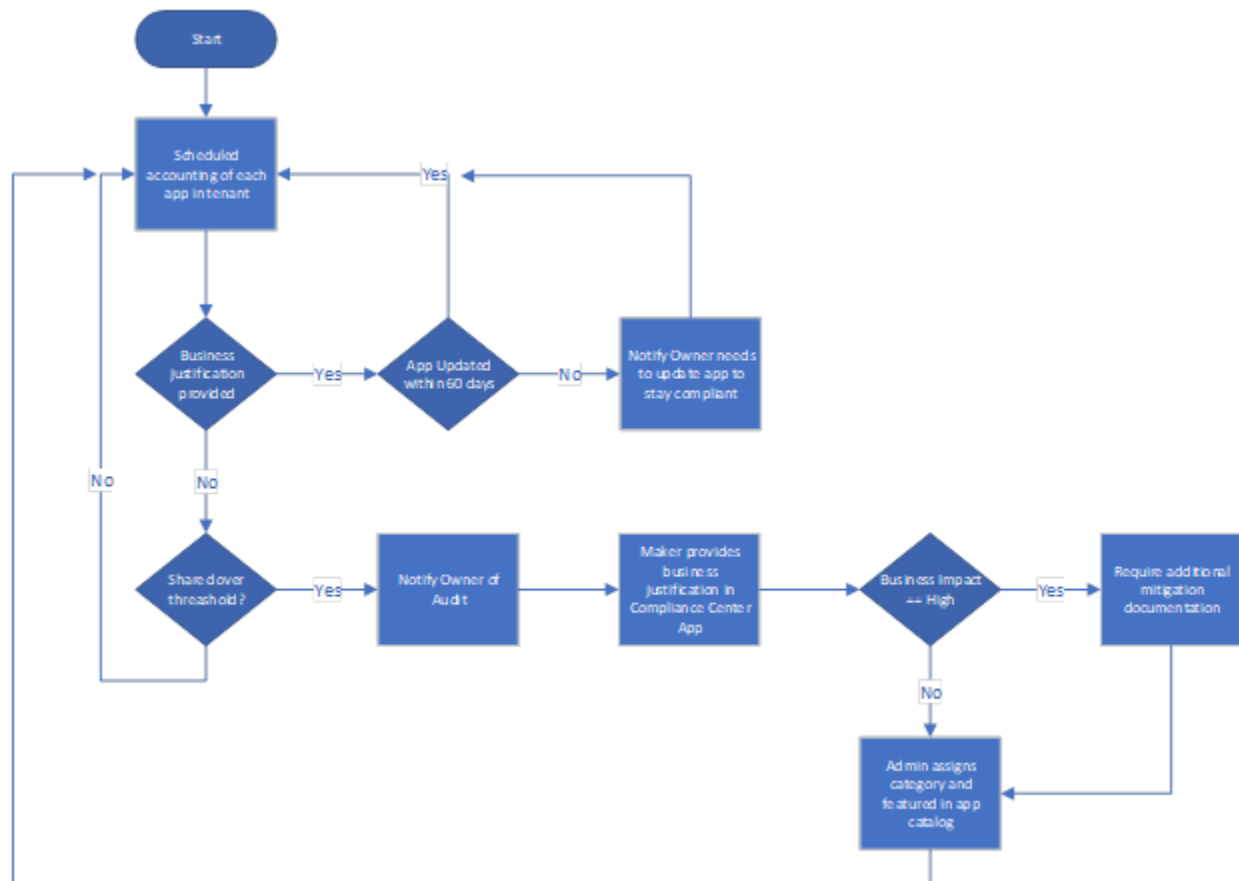 Start
Scheduled
accounting of each
app in tenant
Yes
Business
justification
provided
Yes
App Updated
within 60 days
No
Notify Owner needs
to update app to
stay compliant
No
No
Shared over
threashold?
Yes
Notify Owner of
Audit
Maker provides
business
justification in
Compliance Center
App
Business Impact
== High
Yes
Require additional
mitigation
documentation
No
Admin assigns
category and
featured in app
catalog